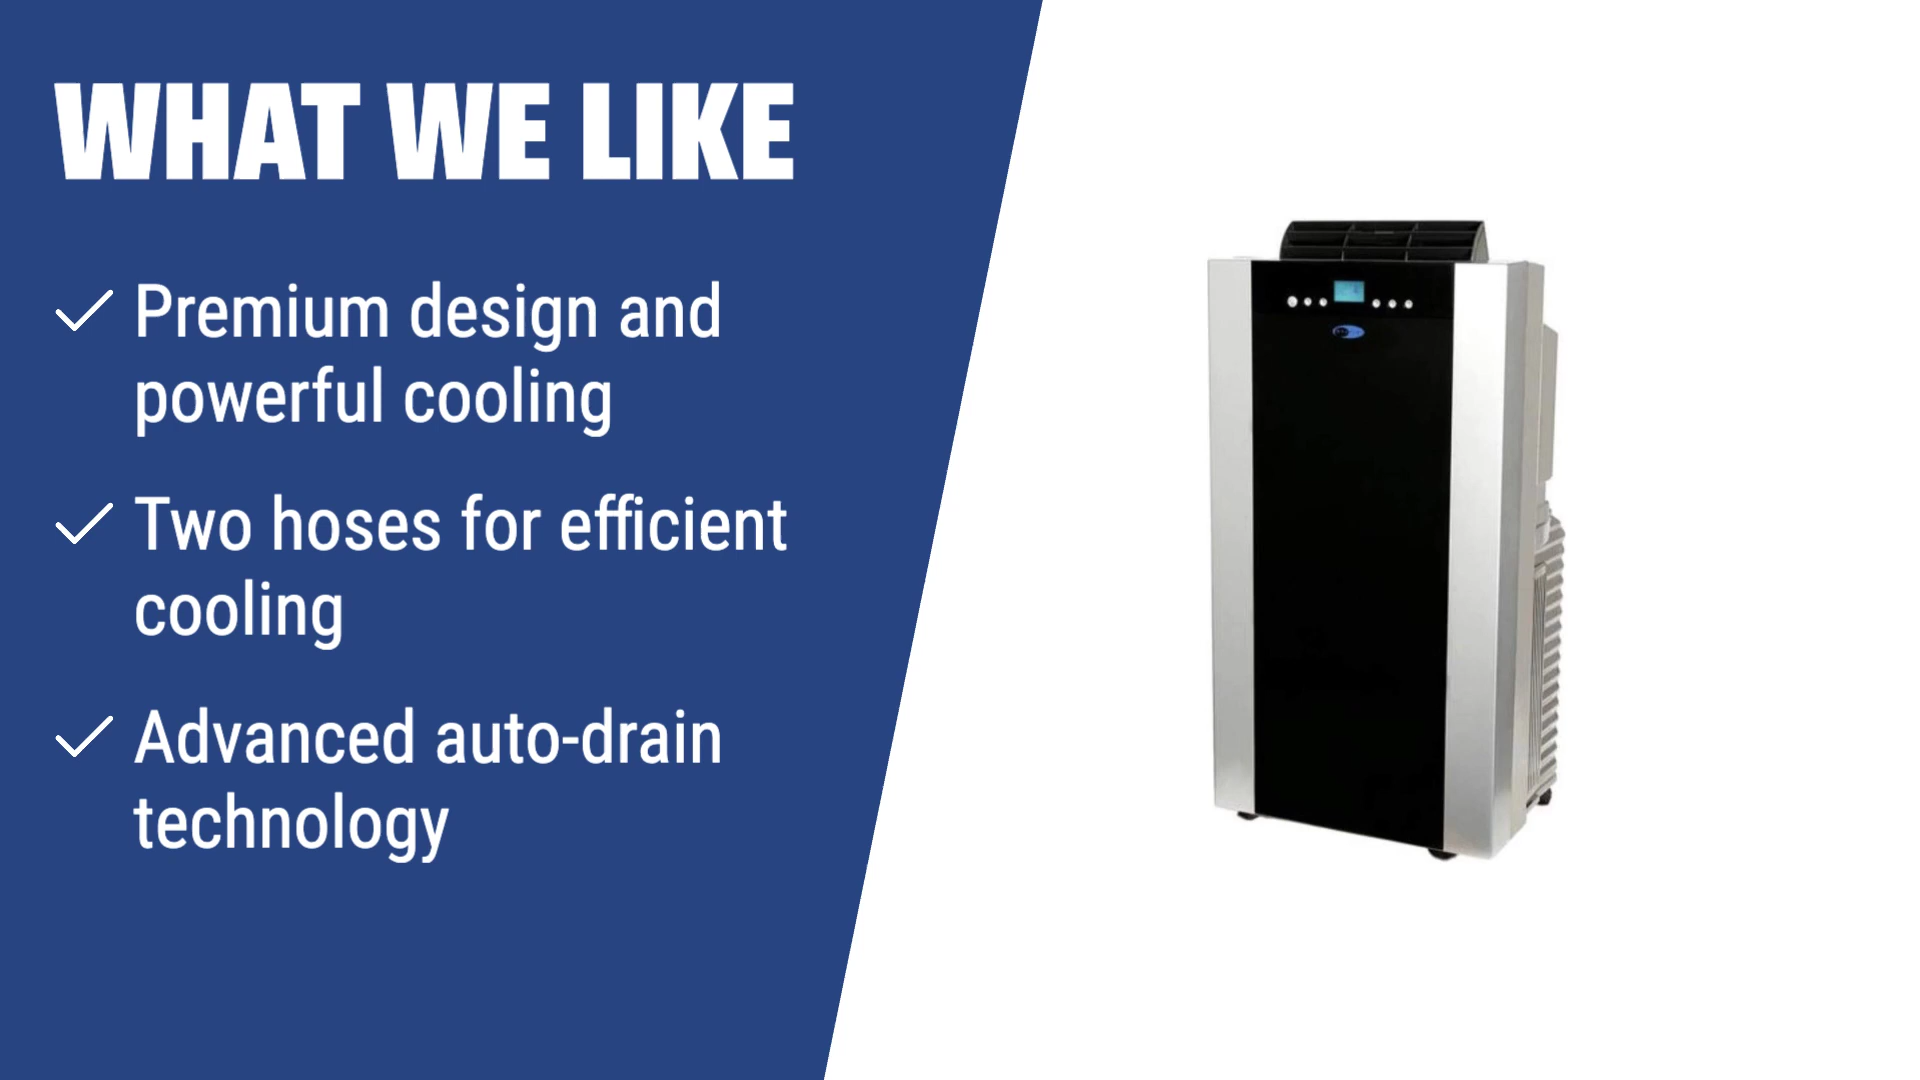 WHAT WE LIKE
Premium design and
powerful cooling
Two hoses for efficient
cooling
Advanced auto-drain
technology